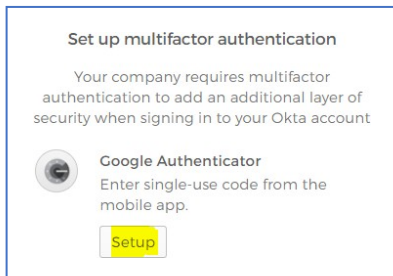 Set up multifactor authentication
Your company requires multifactor
authentication to add an additional layer of
security when signing in to your Okta account
Google Authenticator
Enter single-use code from the
mobile app.
Setup